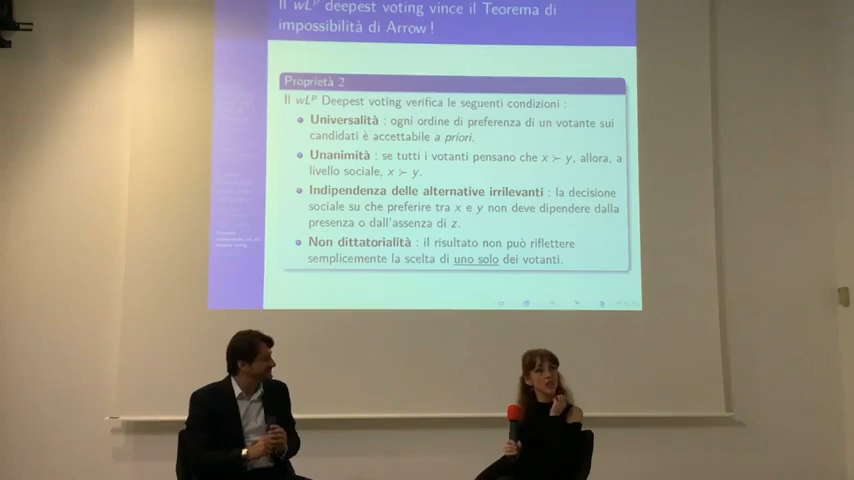 Il wLᵖ deepest voting vince il Teorema di
impossibilità di Arrow !
Proprietà 2
Il wLᵖ Deepest voting verifica le seguenti condizioni :
Universalità : ogni ordine di preferenza di un votante sui
candidati è accettabile a priori.
Unanimità : se tutti i votanti pensano che x ≻ y, allora, a
livello sociale, x ≻ y.
Indipendenza delle alternative irrilevanti : la decisione
sociale su che preferire tra x e y non deve dipendere dalla
presenza o dall'assenza di z.
Non dittatorialità : il risultato non può riflettere
semplicemente la scelta di uno solo dei votanti.